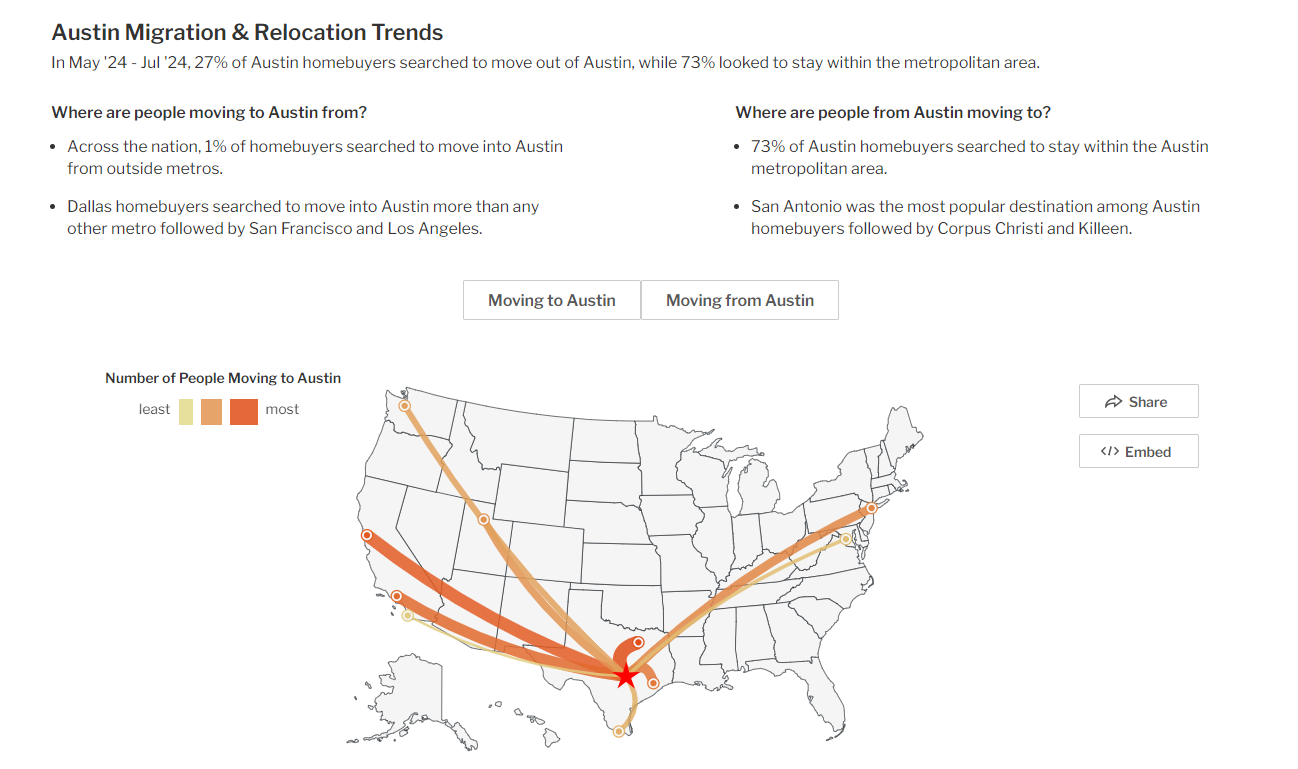 Austin Migration & Relocation Trends
In May '24 - Jul '24, 27% of Austin homebuyers searched to move out of Austin, while 73% looked to stay within the metropolitan area.
Where are people moving to Austin from?
Across the nation, 1% of homebuyers searched to move into Austin
from outside metros.
Dallas homebuyers searched to move into Austin more than any
other metro followed by San Francisco and Los Angeles.
Where are people from Austin moving to?
73% of Austin homebuyers searched to stay within the Austin
metropolitan area.
San Antonio was the most popular destination among Austin
homebuyers followed by Corpus Christi and Killeen.
Moving to Austin
Moving from Austin
Number of People Moving to Austin
least
most
Share
</> Embed